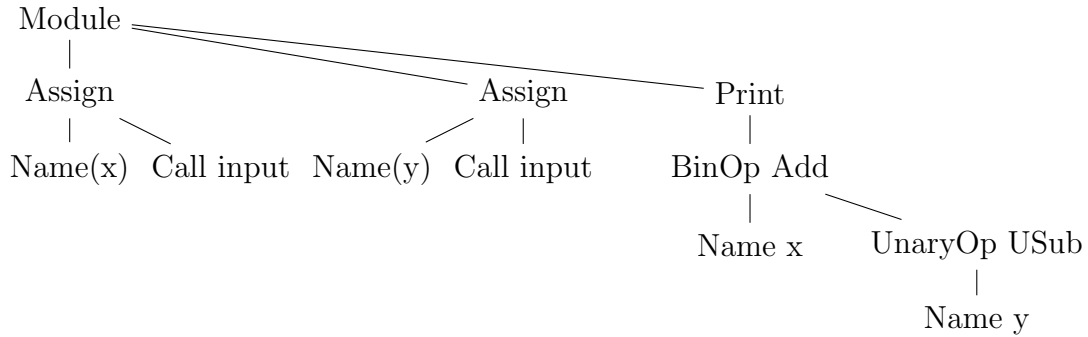 Module
Assign Assign Print
Name(x) Call input Name(y) Call input BinOp Add
Name x UnaryOp USub
Name y